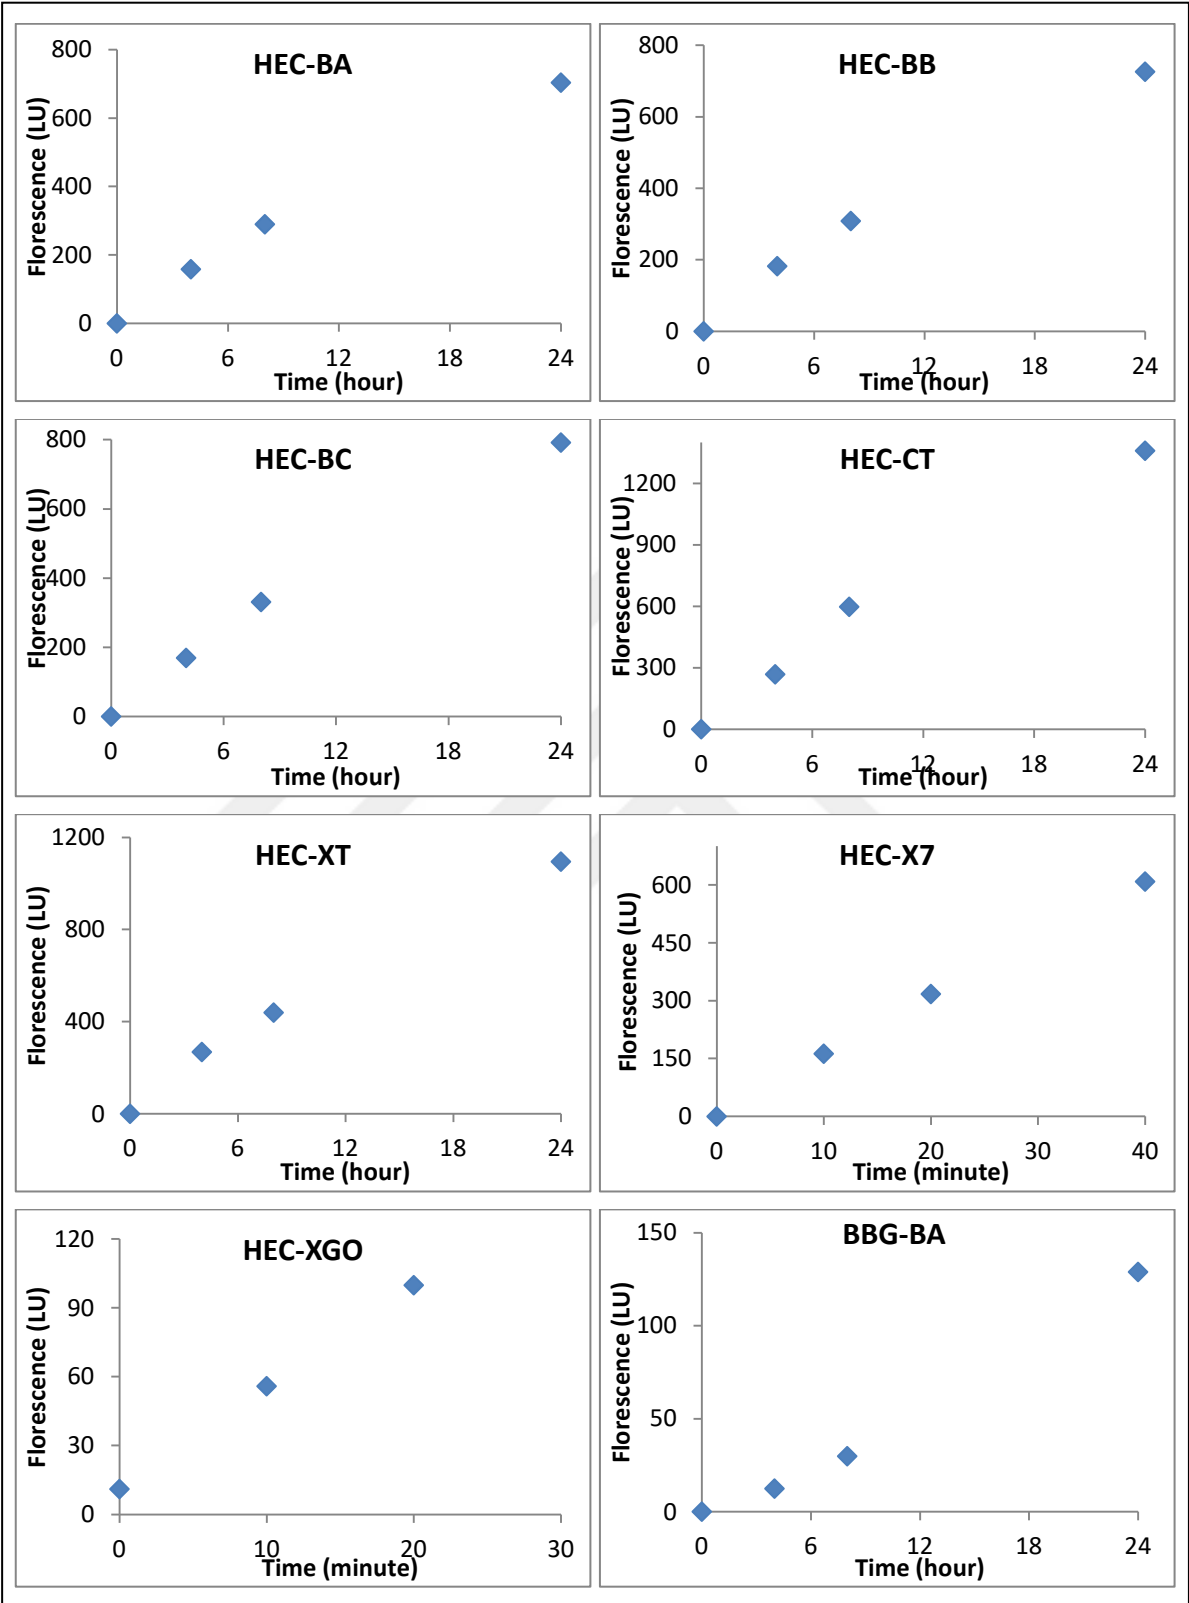 HEC-BA
Florescence (LU)
800
600
400
200
0
0 6 12 18 24
Time (hour)
HEC-BB
Florescence (LU)
800
600
400
200
0
0 6 12 18 24
Time (hour)
HEC-BC
Florescence (LU)
800
600
400
200
0
0 6 12 18 24
Time (hour)
HEC-CT
Florescence (LU)
1200
900
600
300
0
0 6 12 18 24
Time (hour)
HEC-XT
Florescence (LU)
1200
800
400
0
0 6 12 18 24
Time (hour)
HEC-X7
Florescence (LU)
600
450
300
150
0
0 10 20 30 40
Time (minute)
HEC-XGO
Florescence (LU)
120
90
60
30
0
0 10 20 30
Time (minute)
BBG-BA
Florescence (LU)
150
100
50
0
0 6 12 18 24
Time (hour)